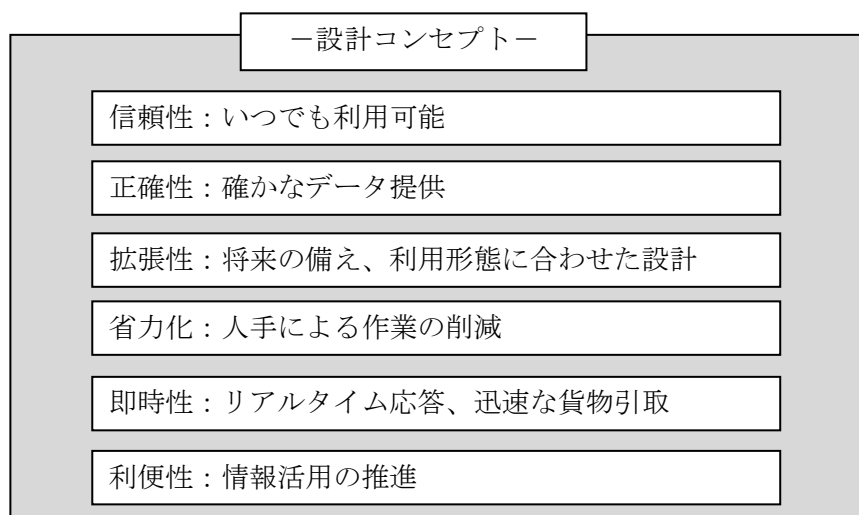 －設計コンセプト－
信頼性：いつでも利用可能
正確性：確かなデータ提供
拡張性：将来の備え、利用形態に合わせた設計
省力化：人手による作業の削減
即時性：リアルタイム応答、迅速な貨物引取
利便性：情報活用の推進